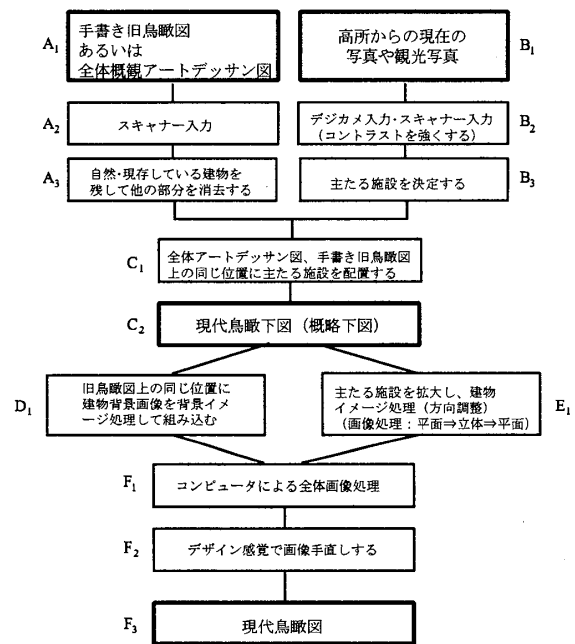 A1
手書き旧鳥瞰図
あるいは
全体概観アートデッサン図
高所からの現在の
写真や観光写真
B1
A2
スキャナー入力
デジカメ入力・スキャナー入力
（コントラストを強くする）
B2
A3
自然・現存している建物を
残して他の部分を消去する
主たる施設を決定する
B3
C1
全体アートデッサン図、手書き旧鳥瞰図
上の同じ位置に主たる施設を配置する
C2
現代鳥瞰下図（概略下図）
D1
旧鳥瞰図上の同じ位置に
建物背景画像を背景イメ
ージ処理して組み込む
主たる施設を拡大し、建物
イメージ処理（方向調整）
（画像処理：平面⇒立体⇒平面）
E1
F1
コンピュータによる全体画像処理
F2
デザイン感覚で画像手直しする
F3
現代鳥瞰図